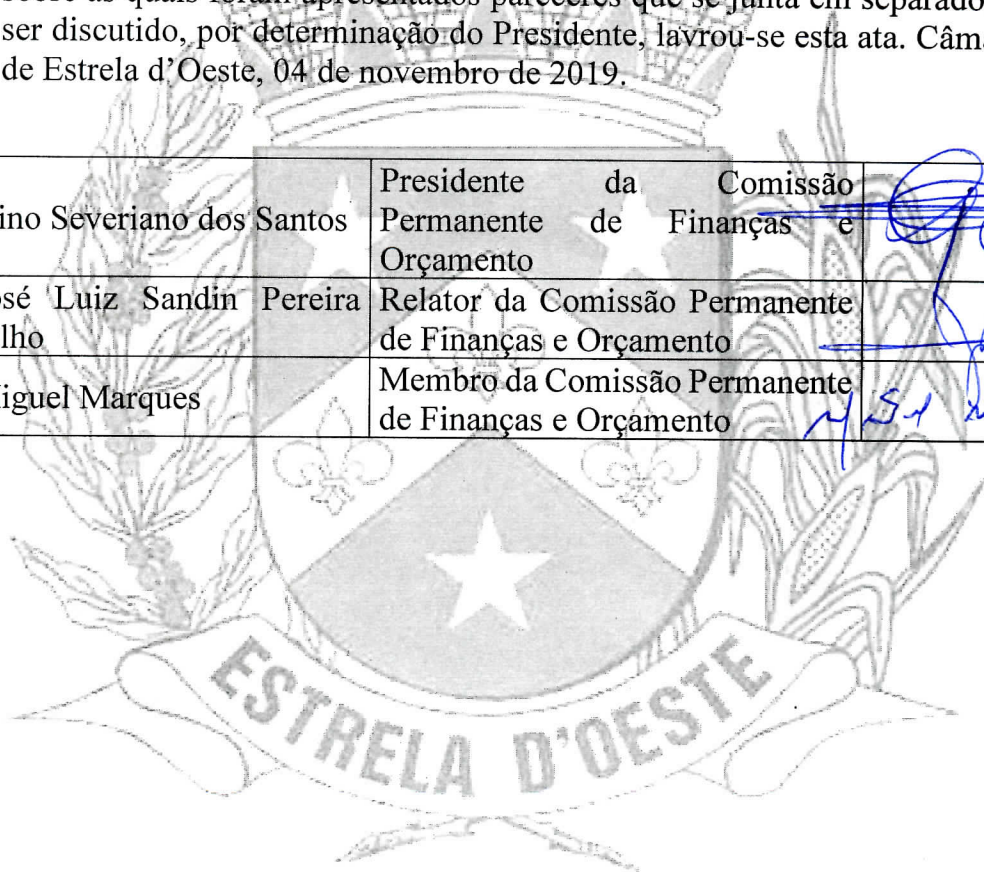 sobre as quais foram apresentados pareceres que se junta em separado
ser discutido, por determinação do Presidente, lavrou-se esta ata. Câm
de Estrela d’Oeste, 04 de novembro de 2019.
ino Severiano dos Santos
Presidente da Comissão
Permanente de Finanças e
Orçamento
sé Luiz Sandin Pereira
lho
Relator da Comissão Permanente
de Finanças e Orçamento
iguel Marques
Membro da Comissão Permanente
de Finanças e Orçamento
ESTRELA D'OESTE